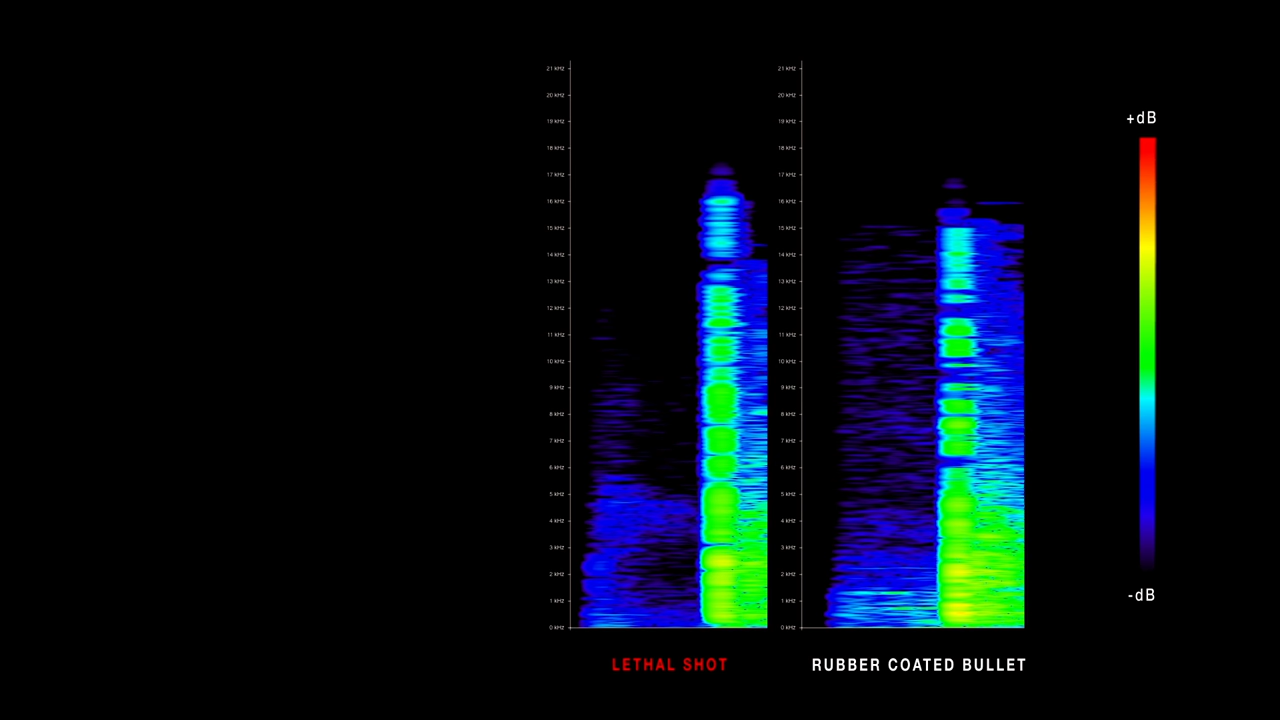 21 kHz
20 kHz
19 kHz
18 kHz
17 kHz
16 kHz
15 kHz
14 kHz
13 kHz
12 kHz
11 kHz
10 kHz
9 kHz
8 kHz
7 kHz
6 kHz
5 kHz
4 kHz
3 kHz
2 kHz
1 kHz
0 kHz
LETHAL SHOT
21 kHz
20 kHz
19 kHz
18 kHz
17 kHz
16 kHz
15 kHz
14 kHz
13 kHz
12 kHz
11 kHz
10 kHz
9 kHz
8 kHz
7 kHz
6 kHz
5 kHz
4 kHz
3 kHz
2 kHz
1 kHz
0 kHz
RUBBER COATED BULLET
+dB
-dB